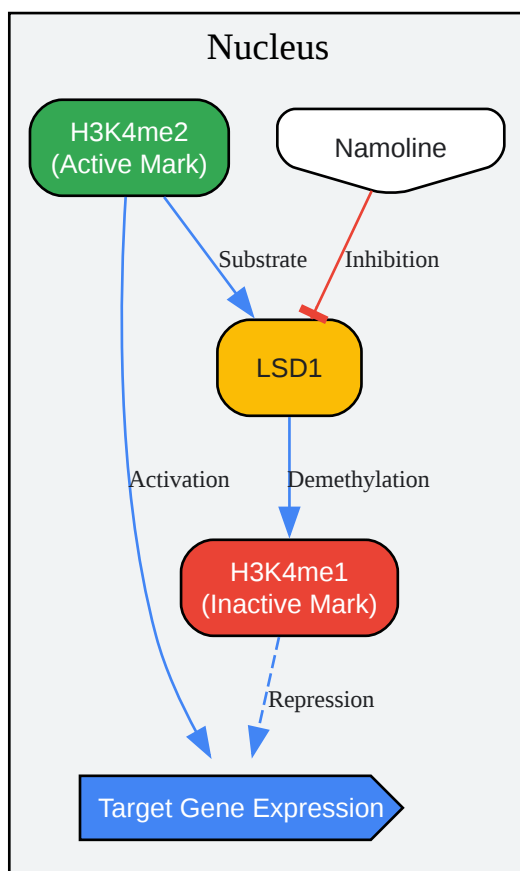 Nucleus
H3K4me2
(Active Mark)
Namoline
Substrate
Inhibition
LSD1
Activation
Demethylation
H3K4me1
(Inactive Mark)
Repression
Target Gene Expression